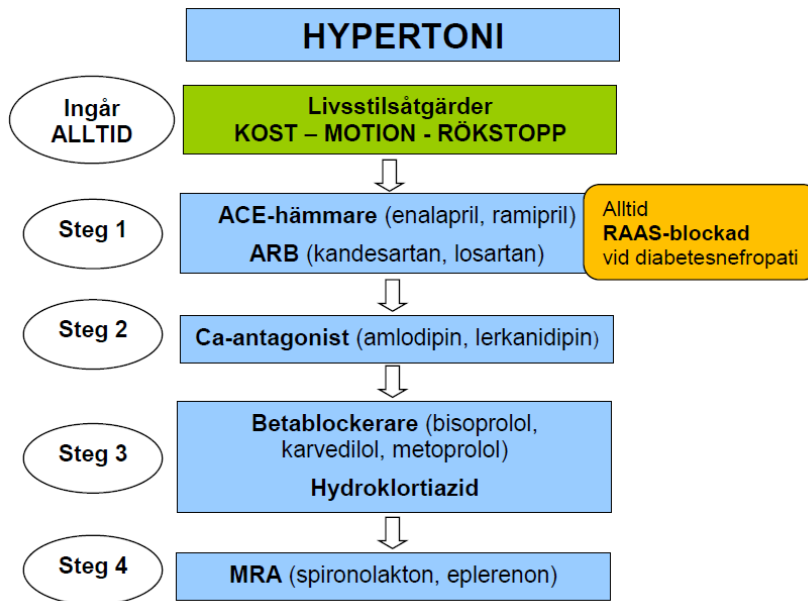 HYPERTONI
Ingår
ALLTID
Livsstilsåtgärder
KOST – MOTION - RÖKSTOPP
Steg 1
ACE-hämmare (enalapril, ramipril)
ARB (kandesartan, losartan)
Alltid
RAAS-blockad
vid diabetesnefropati
Steg 2
Ca-antagonist (amlodipin, lerkanidipin)
Steg 3
Betablockerare (bisoprolol,
karvedilol, metoprolol)
Hydroklortiazid
Steg 4
MRA (spironolakton, eplerenon)